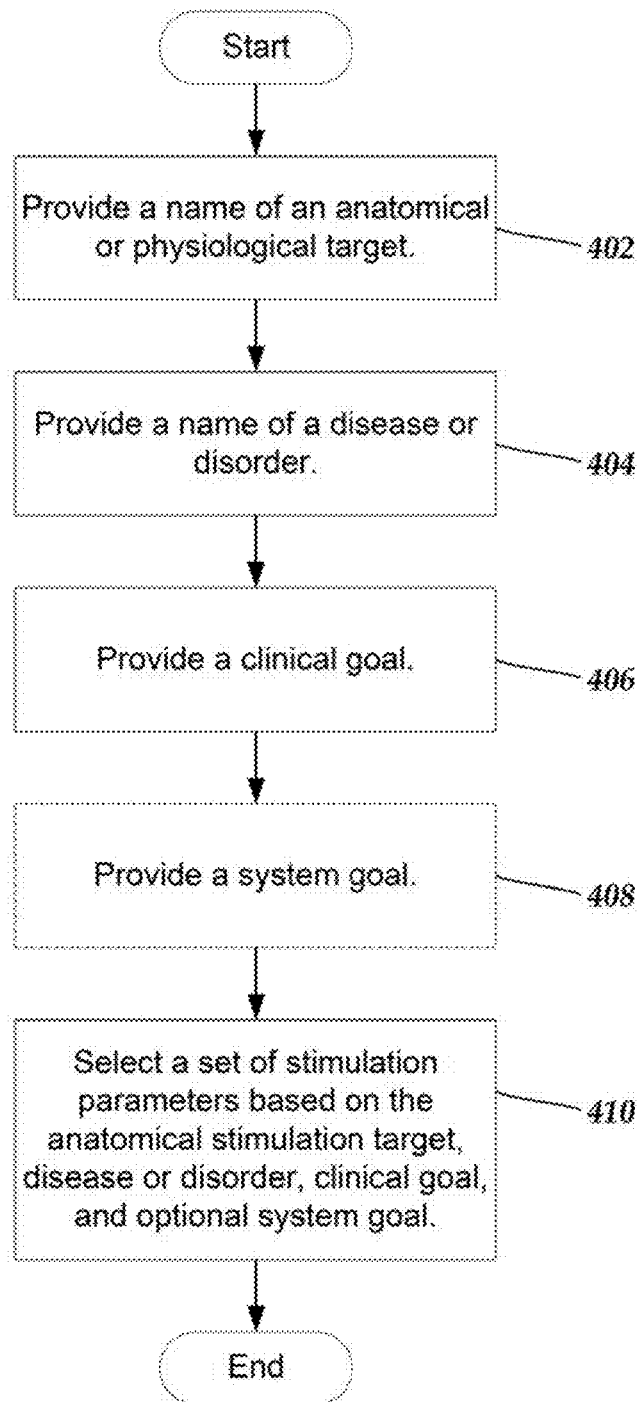 Start
Provide a name of an anatomical
or physiological target.
402
Provide a name of a disease or
disorder.
404
Provide a clinical goal.
406
Provide a system goal.
408
Select a set of stimulation
parameters based on the
anatomical stimulation target,
disease or disorder, clinical goal,
and optional system goal.
410
End